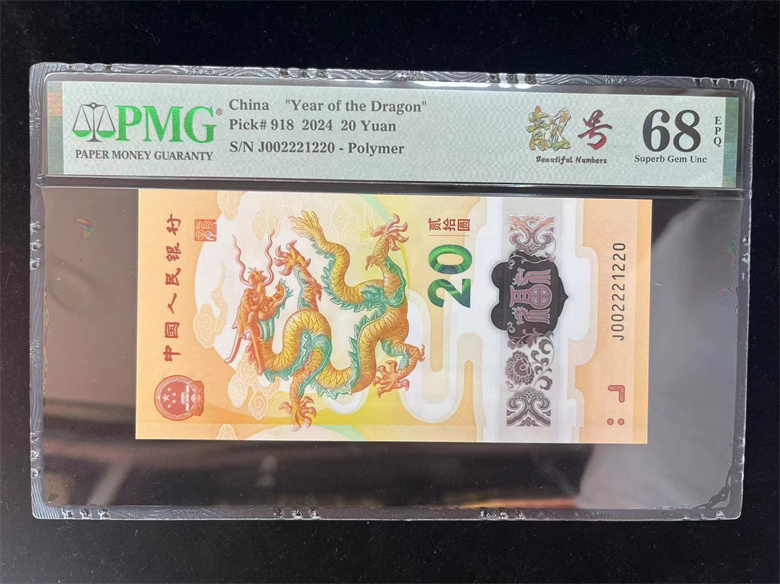 PMG®
PAPER MONEY GUARANTY
China "Year of the Dragon"
Pick# 918 2024 20 Yuan
S/N J002221220 - Polymer
靓号
Beautiful Numbers
68 EPQ
Superb Gem Unc
中国人民银行
贰拾圆
20
J002221220